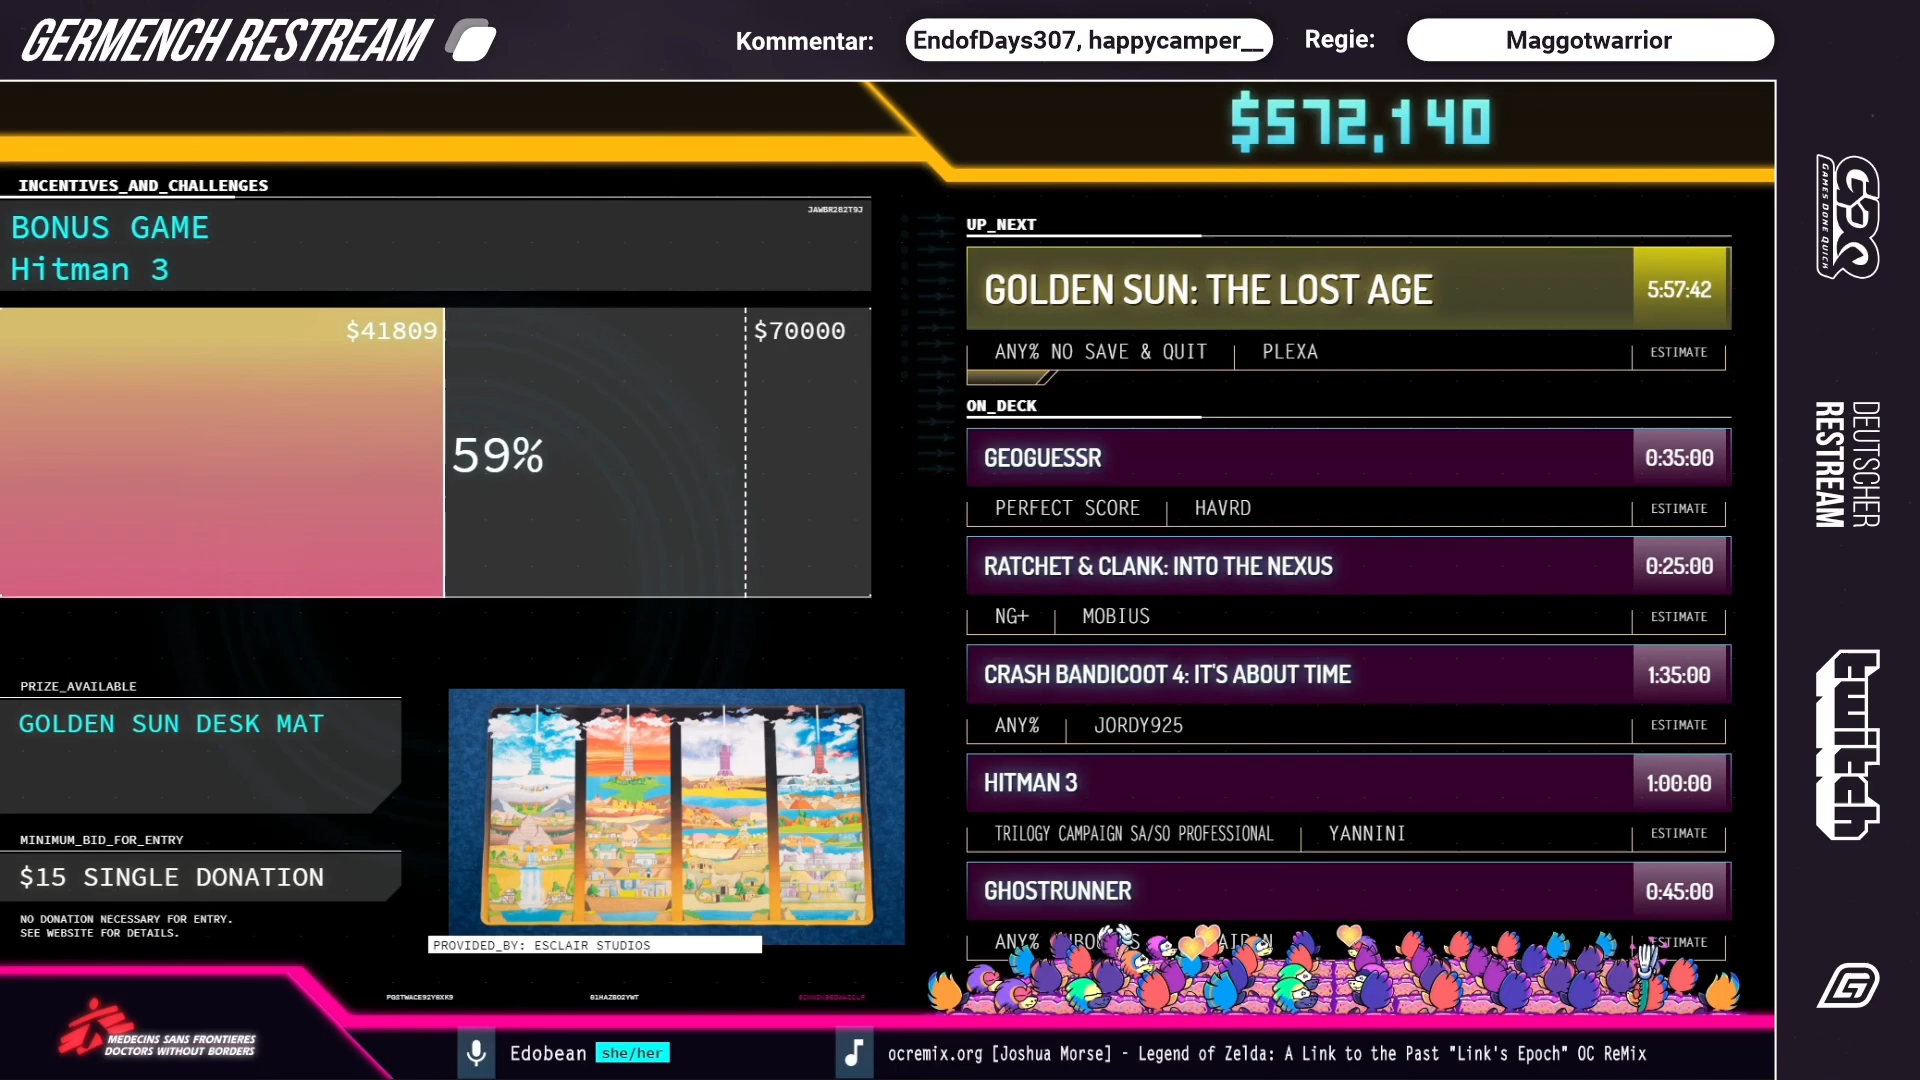 GERMENCH RESTREAM
Kommentar:
EndofDays307, happycamper__
Regie:
Maggotwarrior
$572,140
INCENTIVES_AND_CHALLENGES
JAWBR282T9J
BONUS GAME
Hitman 3
$41809
$70000
59%
PRIZE_AVAILABLE
GOLDEN SUN DESK MAT
MINIMUM_BID_FOR_ENTRY
$15 SINGLE DONATION
NO DONATION NECESSARY FOR ENTRY.
SEE WEBSITE FOR DETAILS.
PROVIDED_BY: ESCLAIR STUDIOS
UP_NEXT
GOLDEN SUN: THE LOST AGE
5:57:42
ANY% NO SAVE & QUIT
PLEXA
ESTIMATE
ON_DECK
GEOGUESSR
0:35:00
PERFECT SCORE
HAVRD
ESTIMATE
RATCHET & CLANK: INTO THE NEXUS
0:25:00
NG+
MOBIUS
ESTIMATE
CRASH BANDICOOT 4: IT'S ABOUT TIME
1:35:00
ANY%
JORDY925
ESTIMATE
HITMAN 3
1:00:00
TRILOGY CAMPAIGN SA/SO PROFESSIONAL
YANNINI
ESTIMATE
GHOSTRUNNER
0:45:00
ANY%
ESTIMATE
MEDECINS SANS FRONTIERES
DOCTORS WITHOUT BORDERS
Edobean
she/her
ocremix.org [Joshua Morse] - Legend of Zelda: A Link to the Past "Link's Epoch" OC ReMix
GDQ
GAMES DONE QUICK
DEUTSCHER
RESTREAM
twitch